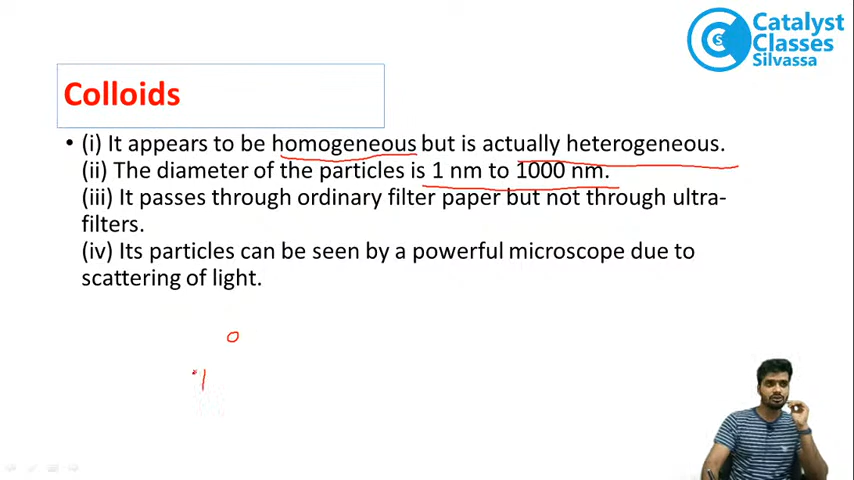 Catalyst
Classes
Silvassa
Colloids
• (i) It appears to be homogeneous but is actually heterogeneous.
(ii) The diameter of the particles is 1 nm to 1000 nm.
(iii) It passes through ordinary filter paper but not through ultra-
filters.
(iv) Its particles can be seen by a powerful microscope due to
scattering of light.